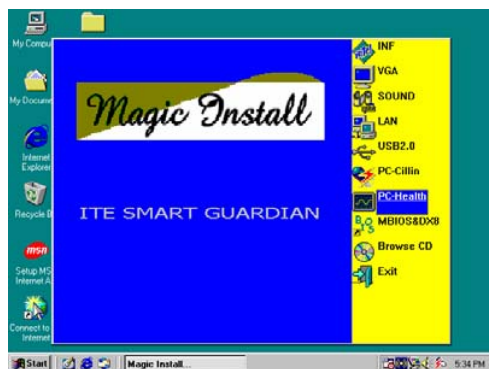 My Compu
My Docume
Internet
Explorer
Recycle B
msn
Setup MS
Internet A
Connect to
Internet
Magic Install
ITE SMART GUARDIAN
INF
VGA
SOUND
LAN
USB2.0
PC-Cillin
PC-Health
MBIOS&DX8
Browse CD
Exit
Start
Magic Install...
5:34 PM